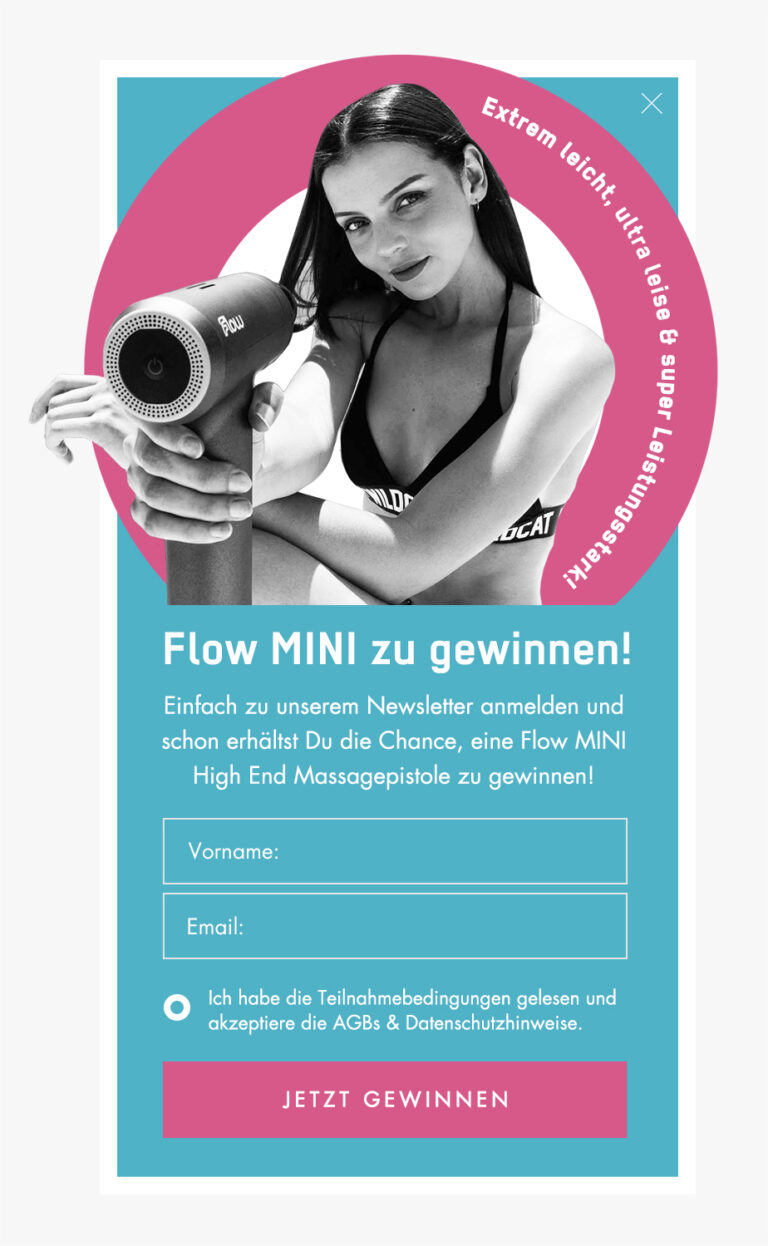 Extrem leicht, ultra leise & super Leistungsstark!
flow
WILDC
DCAT
Flow MINI zu gewinnen!
Einfach zu unserem Newsletter anmelden und
schon erhältst Du die Chance, eine Flow MINI
High End Massagepistole zu gewinnen!
Vorname:
Email:
Ich habe die Teilnahmebedingungen gelesen und
akzeptiere die AGBs & Datenschutzhinweise.
JETZT GEWINNEN